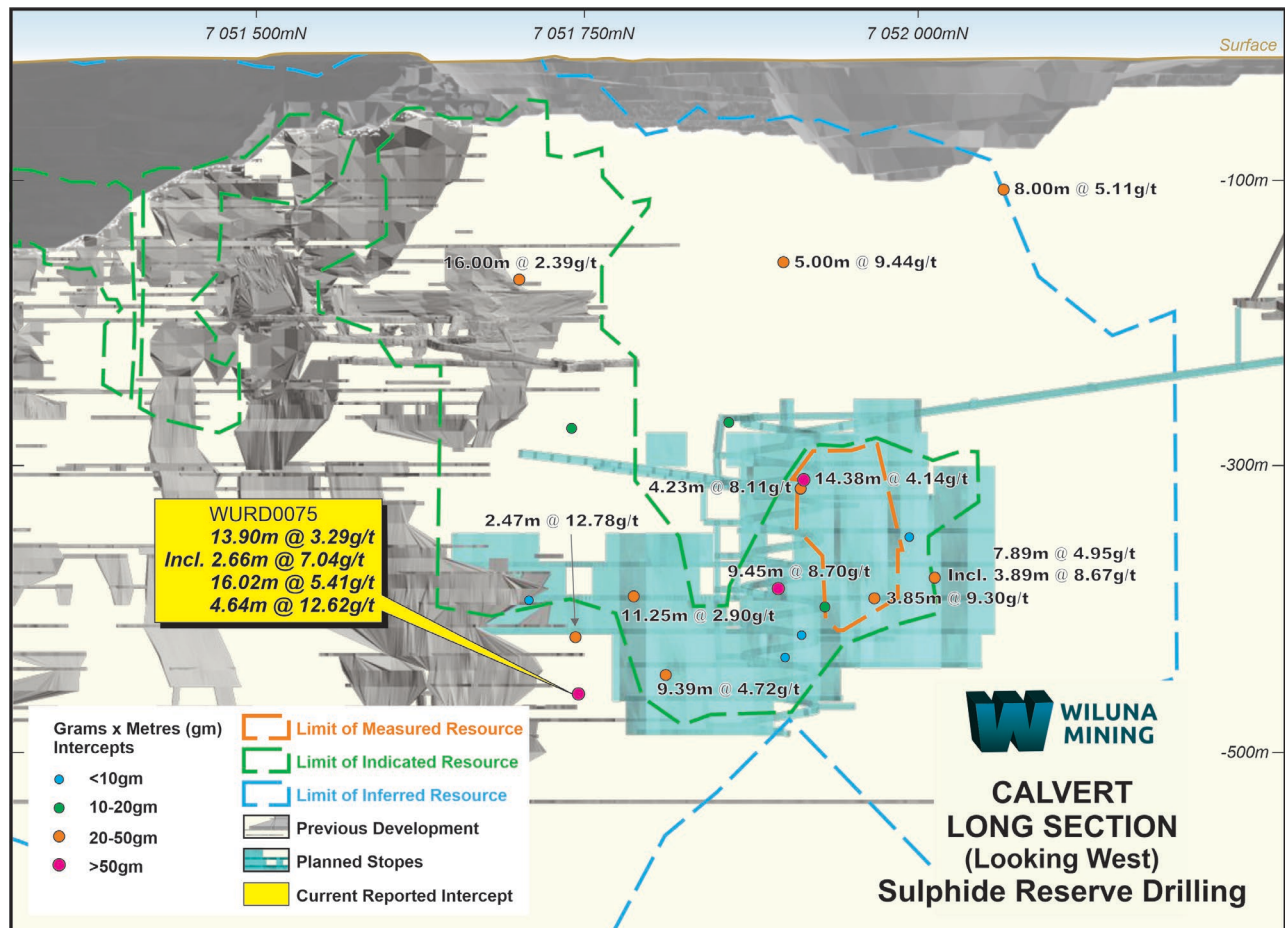 7 051 500mN
7 051 750mN
7 052 000mN
Surface
-100m
8.00m @ 5.11g/t
16.00m @ 2.39g/t
5.00m @ 9.44g/t
-300m
4.23m @ 8.11g/t
14.38m @ 4.14g/t
2.47m @ 12.78g/t
WURD0075
13.90m @ 3.29g/t
Incl. 2.66m @ 7.04g/t
16.02m @ 5.41g/t
4.64m @ 12.62g/t
7.89m @ 4.95g/t
Incl. 3.89m @ 8.67g/t
9.45m @ 8.70g/t
3.85m @ 9.30g/t
11.25m @ 2.90g/t
9.39m @ 4.72g/t
-500m
Grams x Metres (gm)
Intercepts
<10gm
10-20gm
20-50gm
>50gm
Limit of Measured Resource
Limit of Indicated Resource
Limit of Inferred Resource
Previous Development
Planned Stopes
Current Reported Intercept
W WILUNA
MINING
CALVERT
LONG SECTION
(Looking West)
Sulphide Reserve Drilling